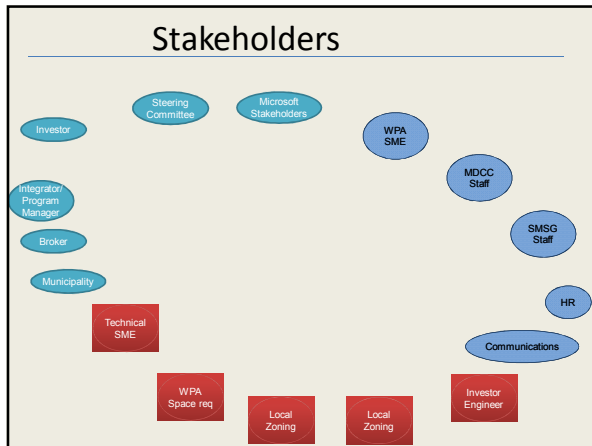 Stakeholders
Steering
Committee
Microsoft
Stakeholders
Investor
WPA
SME
MDCC
Staff
Integrator/
Program
Manager
SMSG
Staff
Broker
Municipality
HR
Technical
SME
Communications
WPA
Space req
Local
Zoning
Local
Zoning
Investor
Engineer